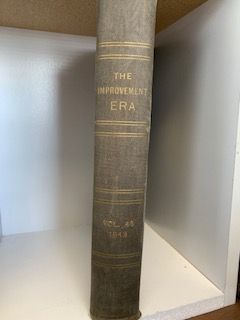 THE
IMPROVEMENT
ERA
VOL. 46
1943